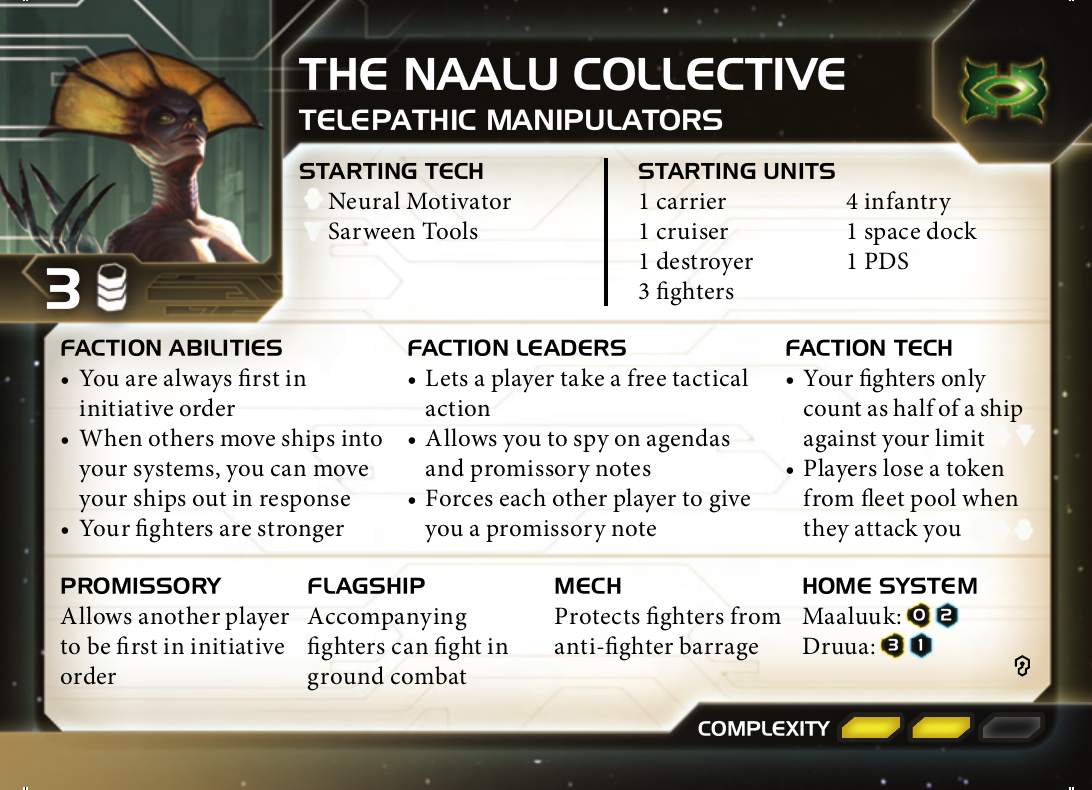 THE NAALU COLLECTIVE
TELEPATHIC MANIPULATORS
3
STARTING TECH
Neural Motivator
Sarween Tools
STARTING UNITS
1 carrier
1 cruiser
1 destroyer
3 fighters
4 infantry
1 space dock
1 PDS
FACTION ABILITIES
• You are always first in
initiative order
• When others move ships into
your systems, you can move
your ships out in response
• Your fighters are stronger
FACTION LEADERS
• Lets a player take a free tactical
action
• Allows you to spy on agendas
and promissory notes
• Forces each other player to give
you a promissory note
FACTION TECH
• Your fighters only
count as half of a ship
against your limit
• Players lose a token
from fleet pool when
they attack you
PROMISSORY
Allows another player
to be first in initiative
order
FLAGSHIP
Accompanying
fighters can fight in
ground combat
MECH
Protects fighters from
anti-fighter barrage
HOME SYSTEM
Maaluuk: 0 2
Druua: 3 1
COMPLEXITY